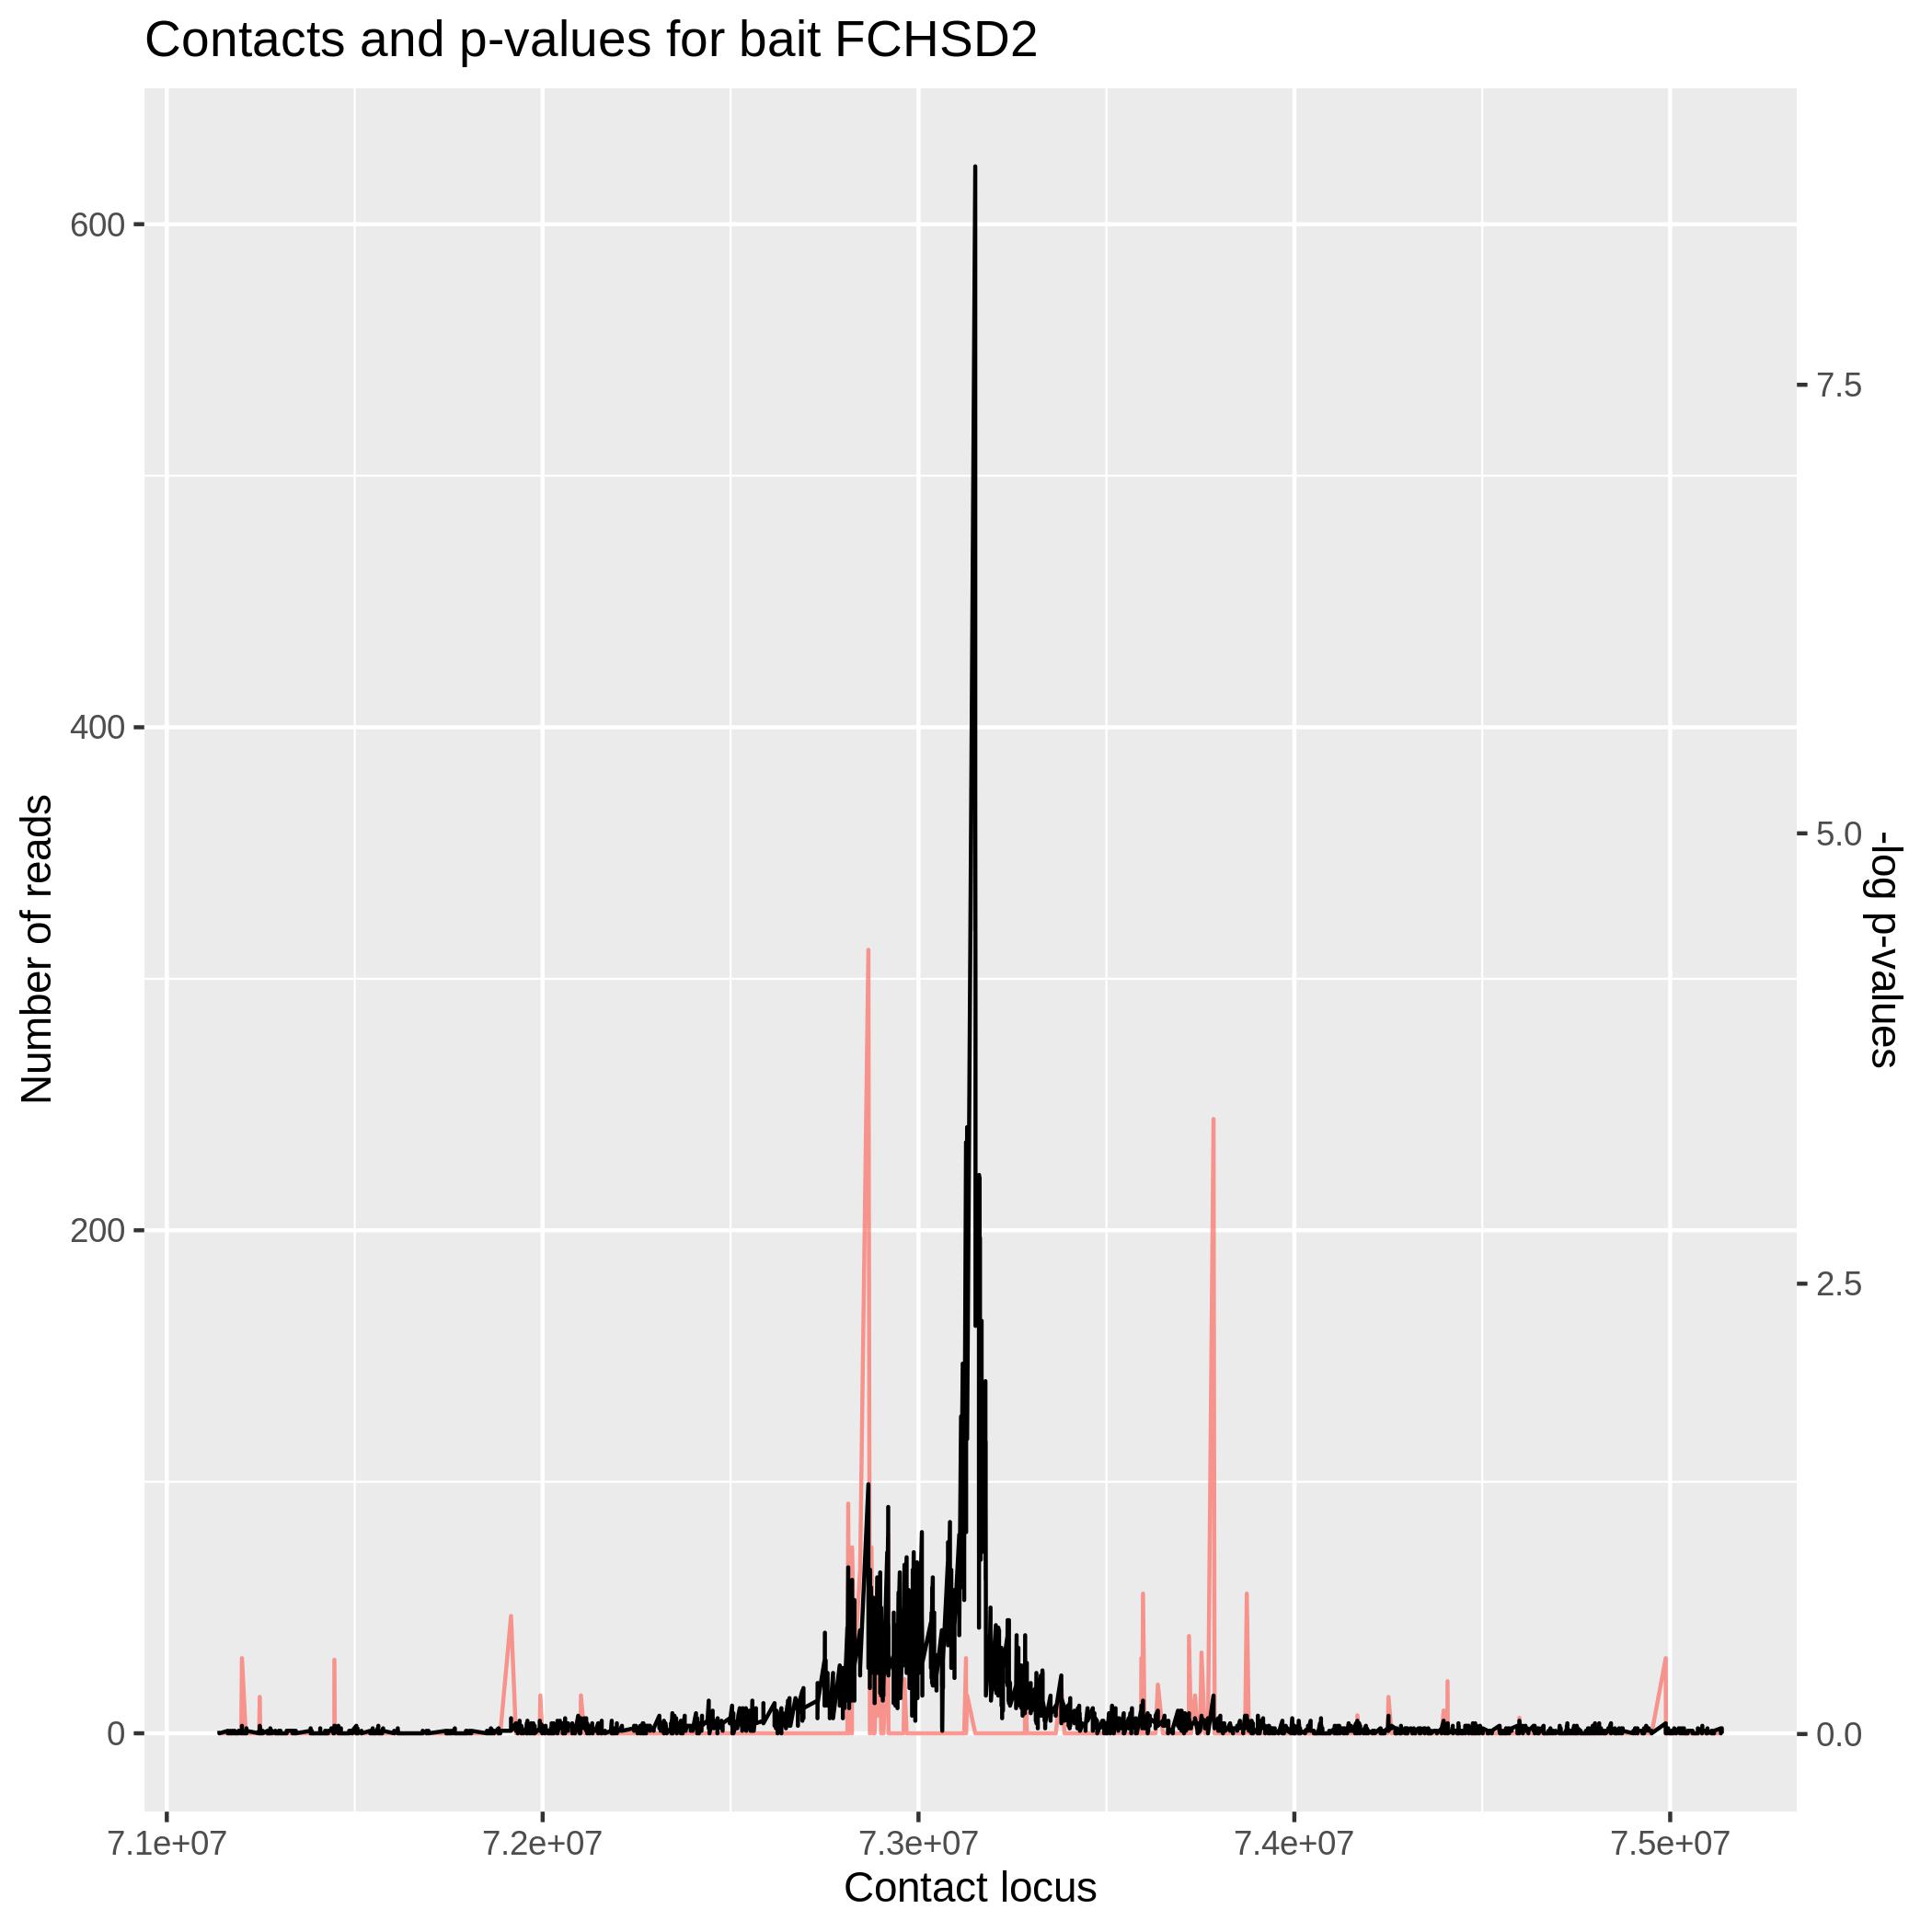 Contacts and p-values for bait FCHSD2
600
400
200
0
7.5
5.0
2.5
0.0
Number of reads
-log p-values
7.1e+07
7.2e+07
7.3e+07
7.4e+07
7.5e+07
Contact locus